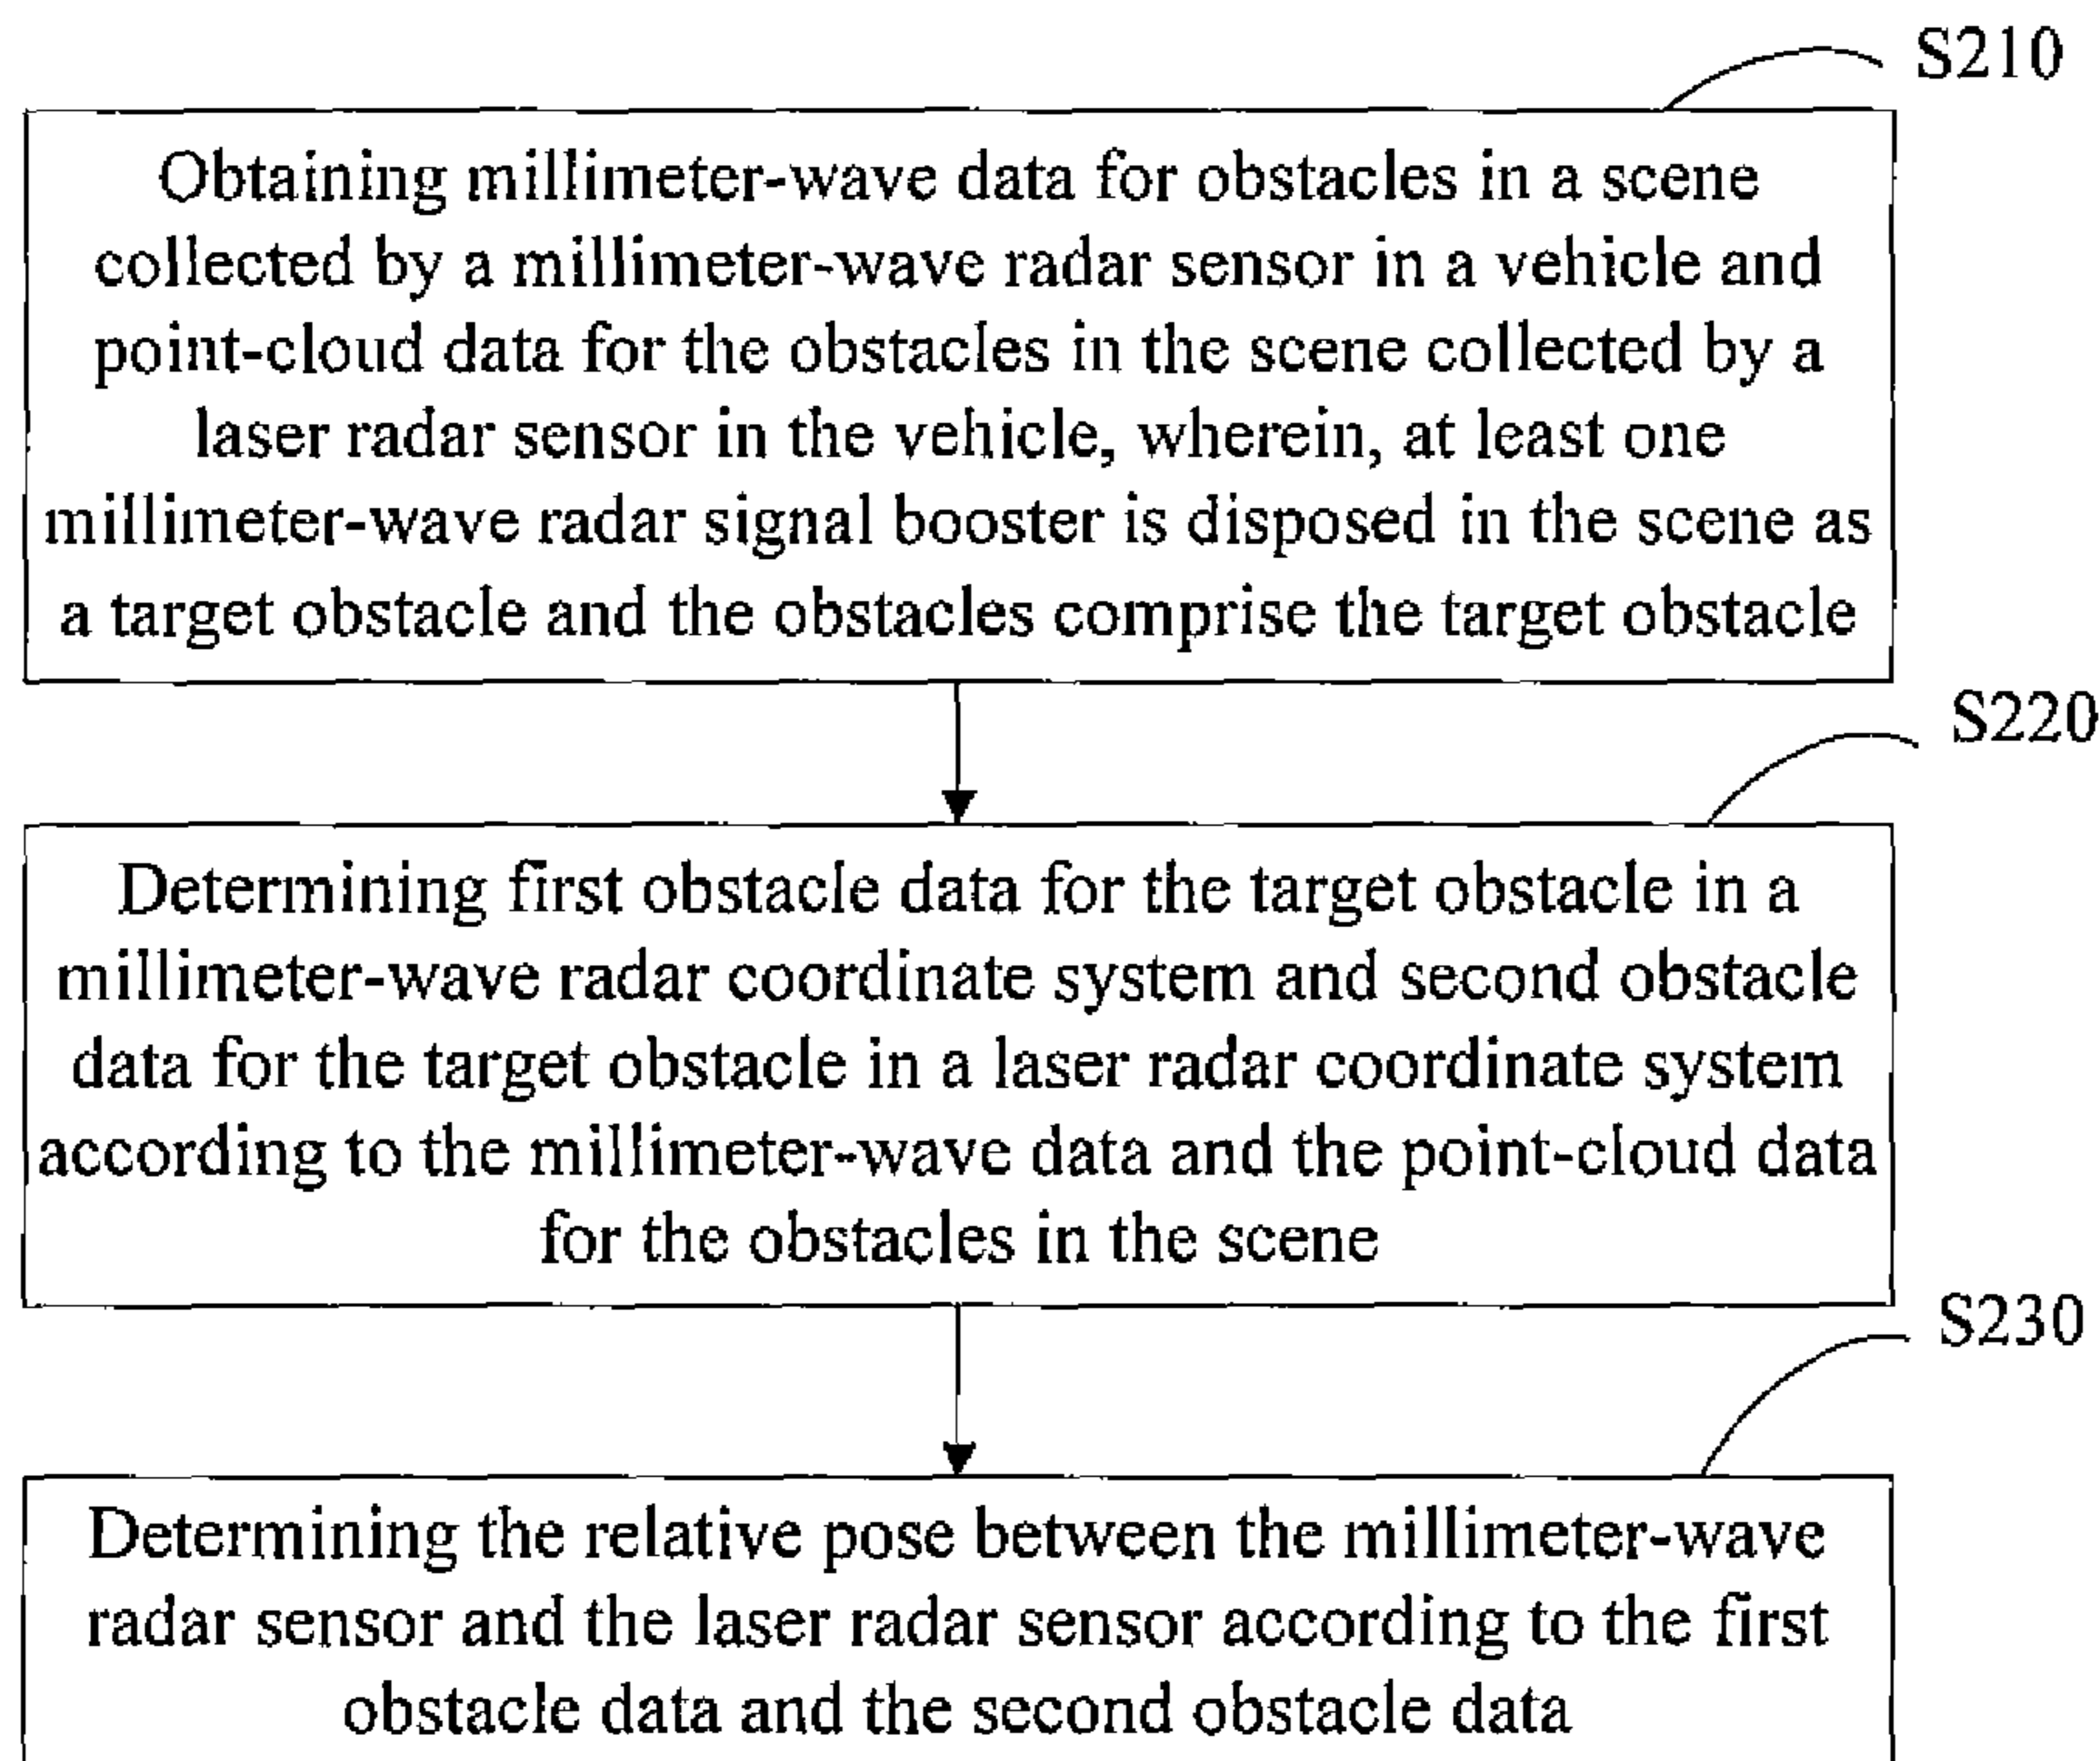 S210
Obtaining millimeter-wave data for obstacles in a scene
collected by a millimeter-wave radar sensor in a vehicle and
point-cloud data for the obstacles in the scene collected by a
laser radar sensor in the vehicle, wherein, at least one
millimeter-wave radar signal booster is disposed in the scene as
a target obstacle and the obstacles comprise the target obstacle
S220
Determining first obstacle data for the target obstacle in a
millimeter-wave radar coordinate system and second obstacle
data for the target obstacle in a laser radar coordinate system
according to the millimeter-wave data and the point-cloud data
for the obstacles in the scene
S230
Determining the relative pose between the millimeter-wave
radar sensor and the laser radar sensor according to the first
obstacle data and the second obstacle data